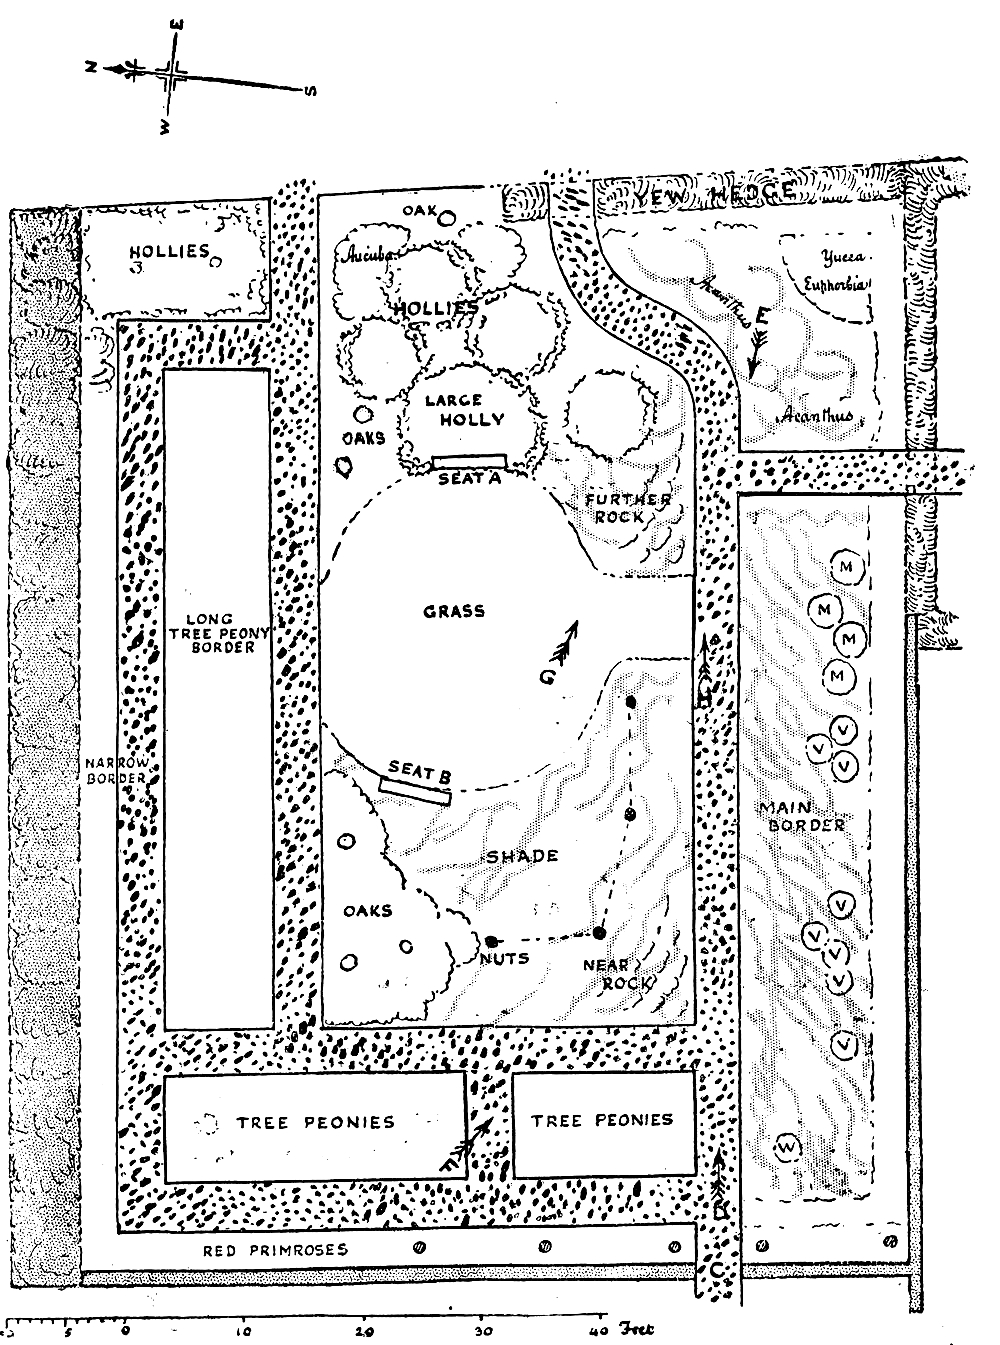 E
N
S
W
YEW HEDGE
OAK
HOLLIES
Aucuba
Yucca
Euphorbia
Acanthus
E
HOLLIES
LARGE
HOLLY
Acanthus
OAKS
SEAT A
FURTHER
ROCK
M
GRASS
M
LONG
TREE PEONY
BORDER
M
G
M
H
V
V
V
NARROW
BORDER
SEAT B
MAIN
BORDER
SHADE
V
OAKS
V
V
NUTS
NEAR
ROCK
V
V
TREE PEONIES
TREE PEONIES
W
F
D
RED PRIMROSES
C
5 0 10 20 30 40 Feet